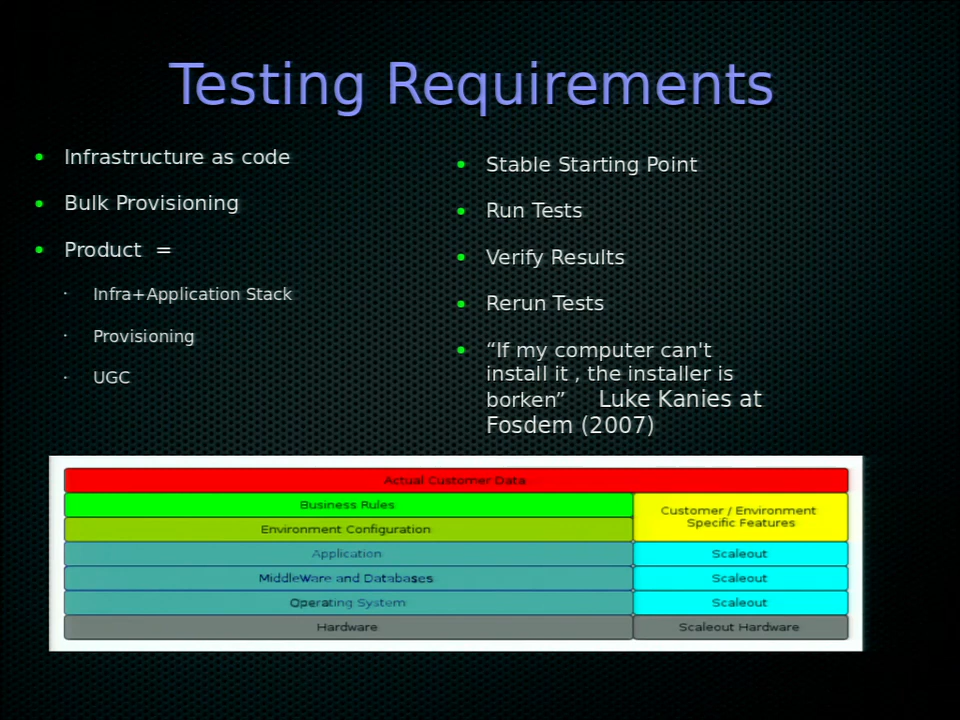 Testing Requirements
Infrastructure as code
Bulk Provisioning
Product =
Infra+Application Stack
Provisioning
UGC
Stable Starting Point
Run Tests
Verify Results
Rerun Tests
“If my computer can't
install it , the installer is
borken” Luke Kanies at
Fosdem (2007)
Actual Customer Data
Business Rules
Customer / Environment
Specific Features
Environment Configuration
Application
Scaleout
MiddleWare and Databases
Scaleout
Operating System
Scaleout
Hardware
Scaleout Hardware